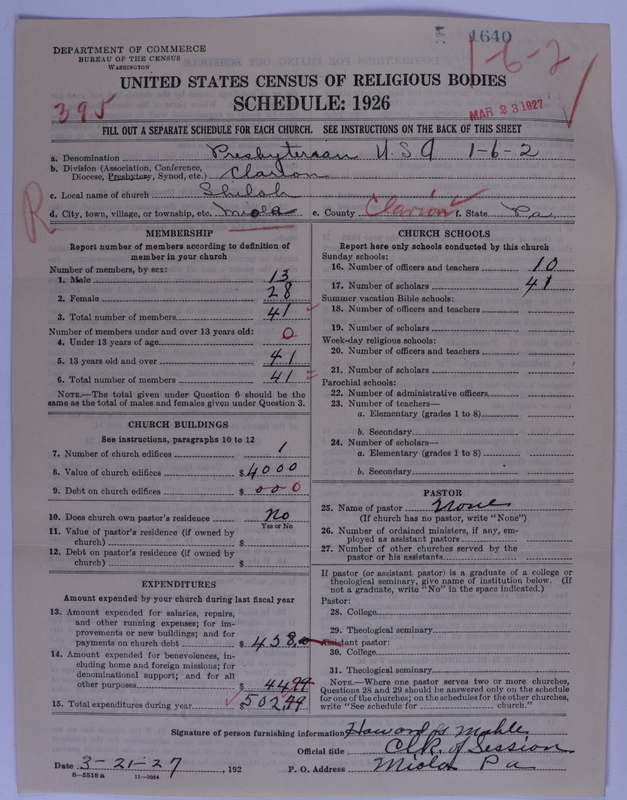 1640
1-6-2
DEPARTMENT OF COMMERCE
BUREAU OF THE CENSUS
WASHINGTON
UNITED STATES CENSUS OF RELIGIOUS BODIES
395
SCHEDULE: 1926
MAR 23 1927
FILL OUT A SEPARATE SCHEDULE FOR EACH CHURCH. SEE INSTRUCTIONS ON THE BACK OF THIS SHEET
a. Denomination Presbyterian USA 1-6-2
b. Division (Association, Conference, Diocese, Presbytery, Synod, etc.) Clarion
c. Local name of church Shiloh
R
d. City, town, village, or township, etc. Miola e. County Clarion f. State Pa.
MEMBERSHIP
Report number of members according to definition of
member in your church
Number of members, by sex:
1. Male 13
2. Female 28
3. Total number of members 41
Number of members under and over 13 years old:
4. Under 13 years of age 0
5. 13 years old and over 41
6. Total number of members 41
NOTE.—The total given under Question 6 should be
the same as the total of males and females given under Question 3.
CHURCH BUILDINGS
See instructions, paragraphs 10 to 12
7. Number of church edifices 1
8. Value of church edifices $4000
9. Debt on church edifices $000
10. Does church own pastor's residence No
Yes or No
11. Value of pastor's residence (if owned by
church) $
12. Debt on pastor's residence (if owned by
church) $
EXPENDITURES
Amount expended by your church during last fiscal year
13. Amount expended for salaries, repairs,
and other running expenses; for im-
provements or new buildings; and for
payments on church debt $458.
14. Amount expended for benevolences, in-
cluding home and foreign missions; for
denominational support; and for all
other purposes $44.99
15. Total expenditures during year $502.99
CHURCH SCHOOLS
Report here only schools conducted by this church
Sunday schools:
16. Number of officers and teachers 10
17. Number of scholars 41
Summer vacation Bible schools:
18. Number of officers and teachers
19. Number of scholars
Week-day religious schools:
20. Number of officers and teachers
21. Number of scholars
Parochial schools:
22. Number of administrative officers
23. Number of teachers—
a. Elementary (grades 1 to 8)
b. Secondary
24. Number of scholars—
a. Elementary (grades 1 to 8)
b. Secondary
PASTOR
25. Name of pastor None
(If church has no pastor, write "None")
26. Number of ordained ministers, if any, em-
ployed as assistant pastors
27. Number of other churches served by the
pastor or his assistants
If pastor (or assistant pastor) is a graduate of a college or
theological seminary, give name of institution below. (If
not a graduate, write "No" in the space indicated.)
Pastor:
28. College
29. Theological seminary
Assistant pastor:
30. College
31. Theological seminary
NOTE.—Where one pastor serves two or more churches,
Questions 28 and 29 should be answered only on the schedule
for one of the churches; on the schedules for the other churches,
write "See schedule for church."
Signature of person furnishing information Howard Mahle
Official title Clk. of Session
Date 3-21-27, 192 P. O. Address Miola Pa
8-5518a 11-9034